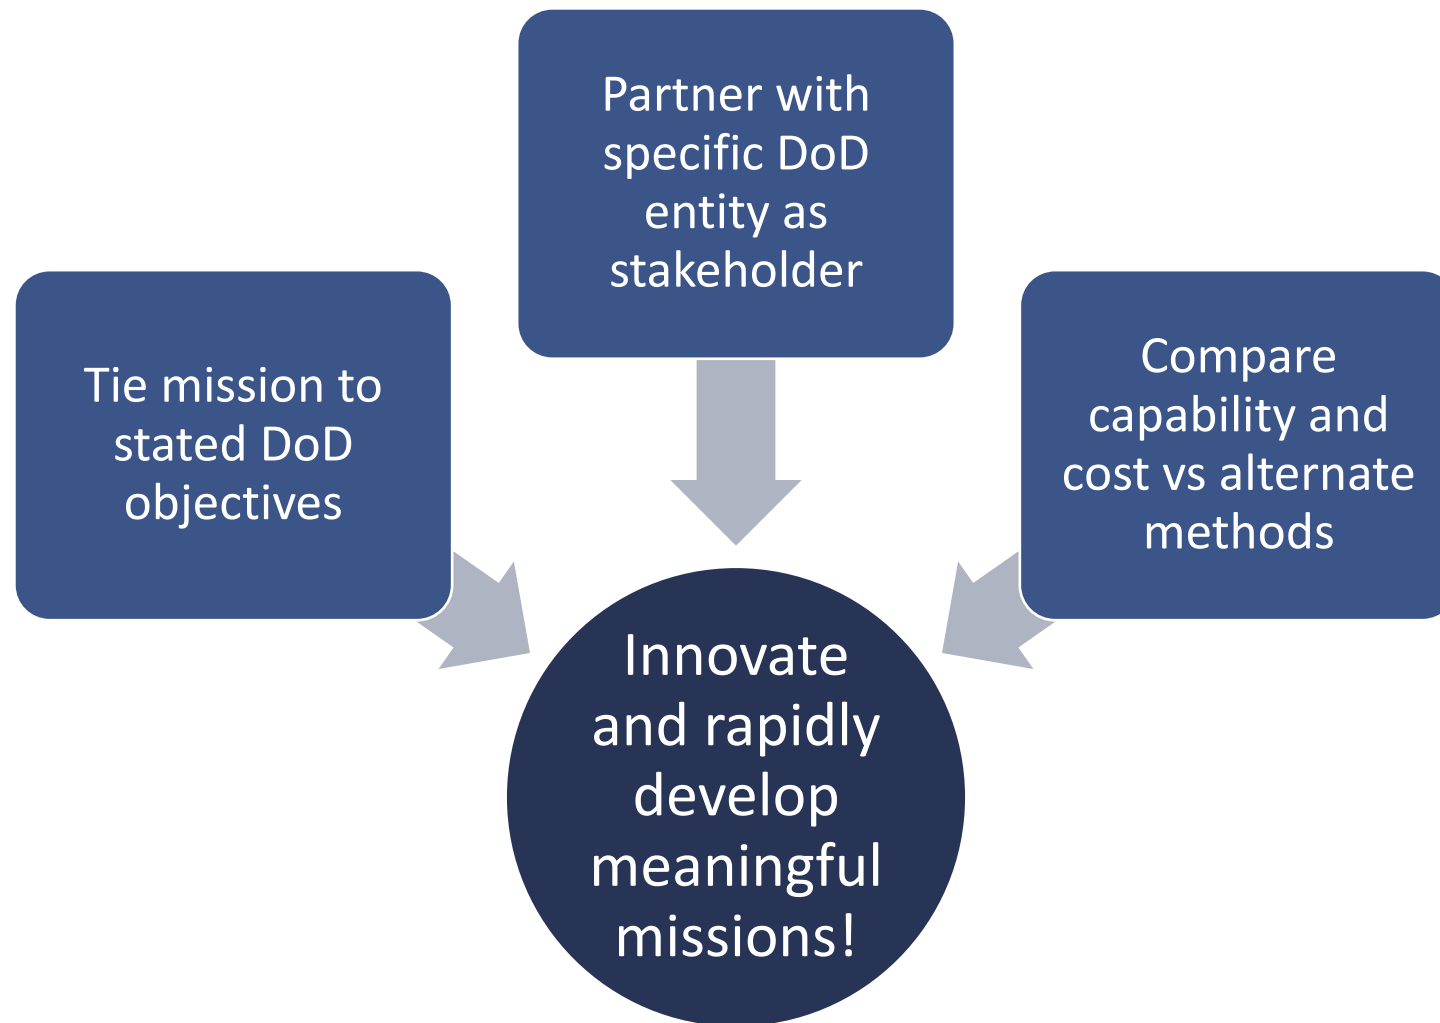 Partner with
specific DoD
entity as
stakeholder
Tie mission to
stated DoD
objectives
Compare
capability and
cost vs alternate
methods
Innovate
and rapidly
develop
meaningful
missions!